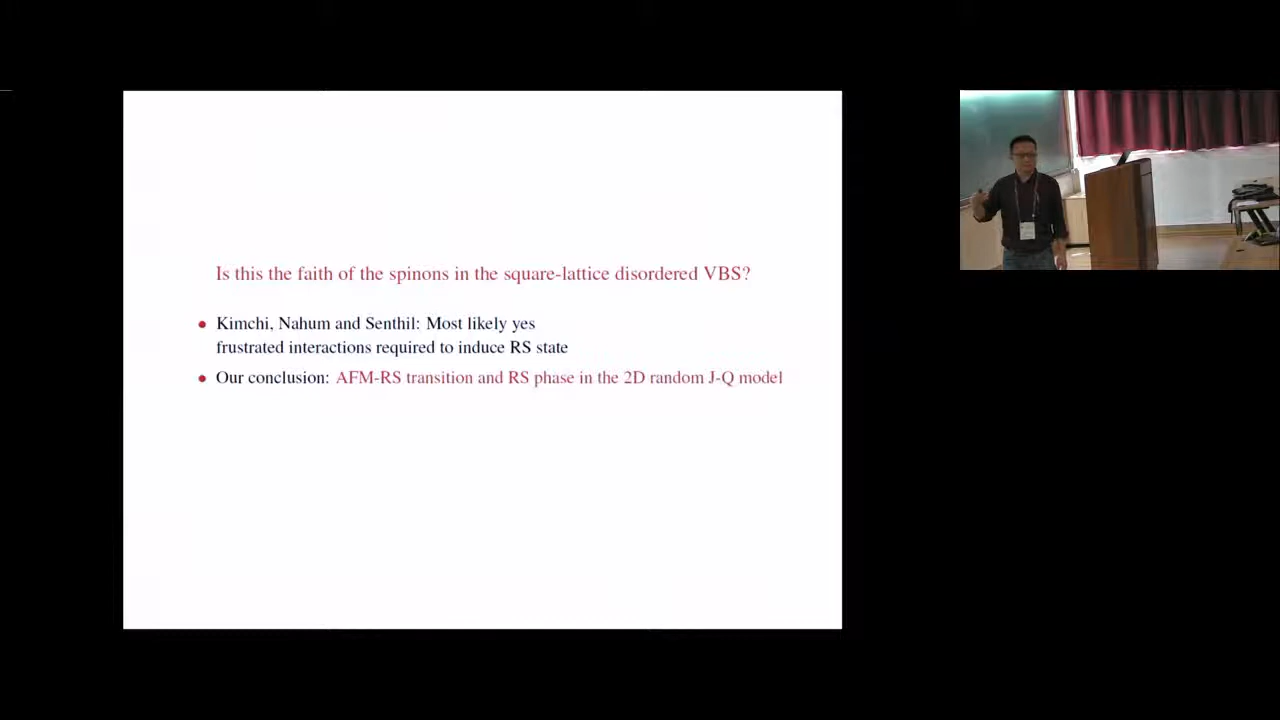 Is this the faith of the spinons in the square-lattice disordered VBS?
• Kimchi, Nahum and Senthil: Most likely yes
frustrated interactions required to induce RS state
• Our conclusion: AFM-RS transition and RS phase in the 2D random J-Q model